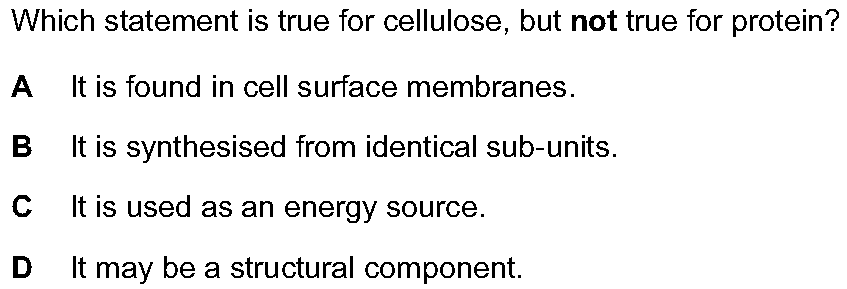 Which statement is true for cellulose, but not true for protein?
A It is found in cell surface membranes.
B It is synthesised from identical sub-units.
C It is used as an energy source.
D It may be a structural component.